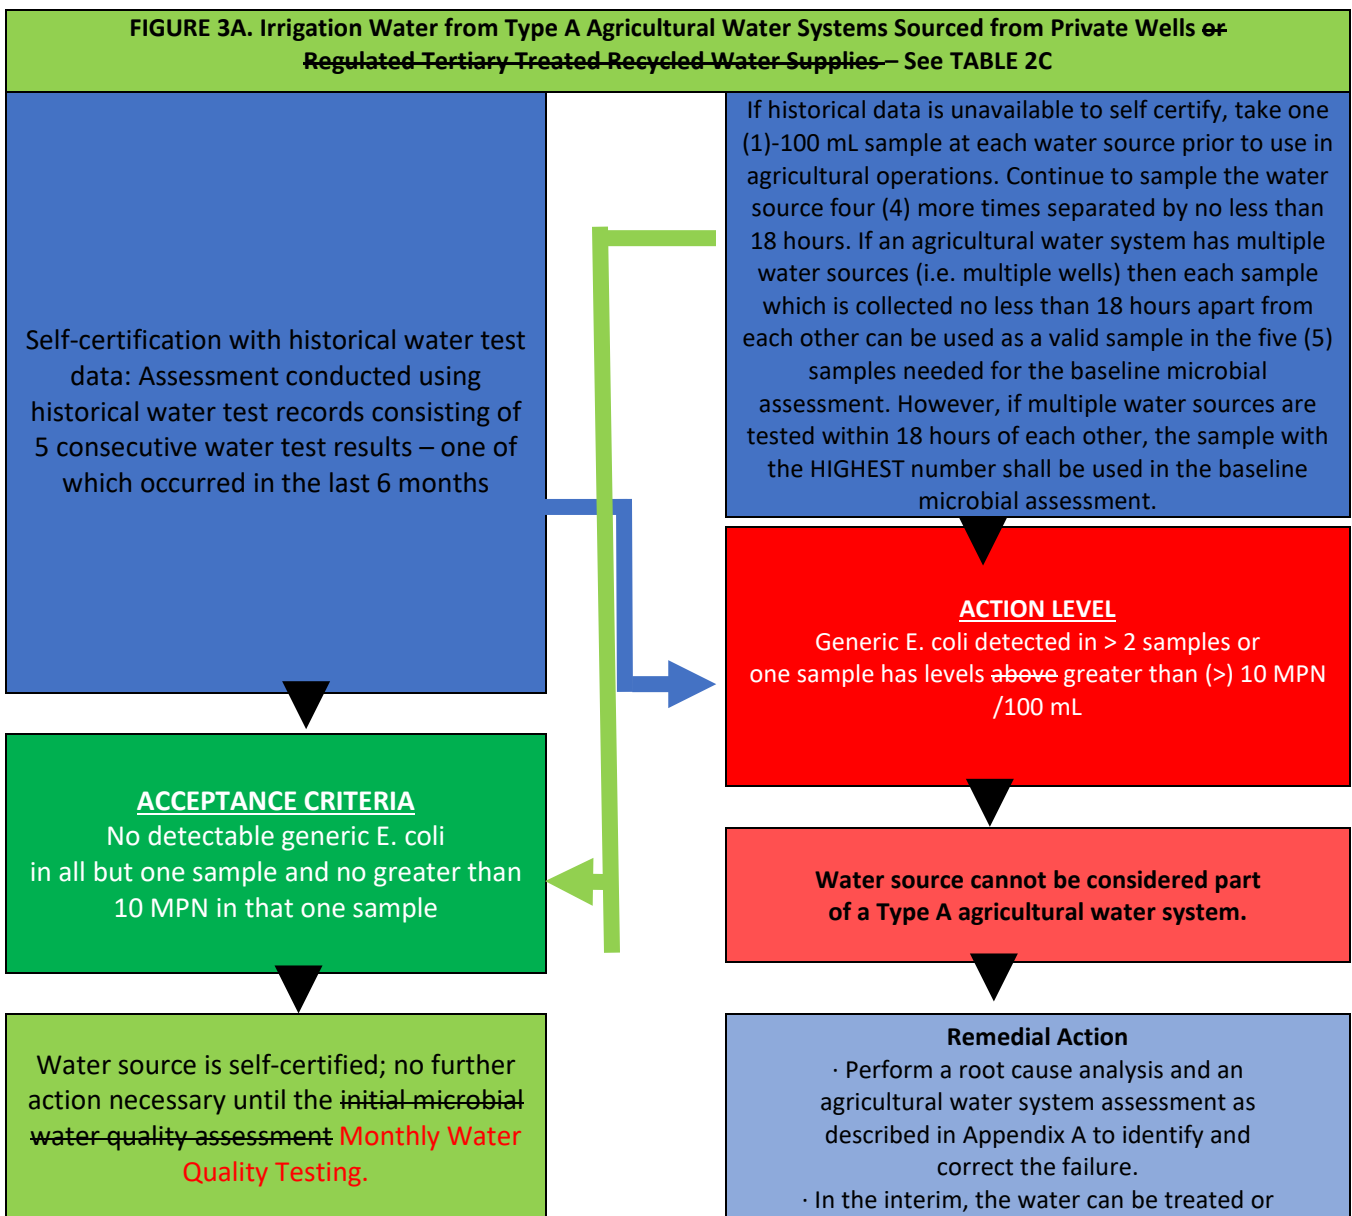 FIGURE 3A. Irrigation Water from Type A Agricultural Water Systems Sourced from Private Wells or
Regulated Tertiary Treated Recycled Water Supplies – See TABLE 2C
Self-certification with historical water test
data: Assessment conducted using
historical water test records consisting of
5 consecutive water test results – one of
which occurred in the last 6 months
If historical data is unavailable to self certify, take one
(1)-100 mL sample at each water source prior to use in
agricultural operations. Continue to sample the water
source four (4) more times separated by no less than
18 hours. If an agricultural water system has multiple
water sources (i.e. multiple wells) then each sample
which is collected no less than 18 hours apart from
each other can be used as a valid sample in the five (5)
samples needed for the baseline microbial
assessment. However, if multiple water sources are
tested within 18 hours of each other, the sample with
the HIGHEST number shall be used in the baseline
microbial assessment.
ACTION LEVEL
Generic E. coli detected in > 2 samples or
one sample has levels above greater than (>) 10 MPN
/100 mL
ACCEPTANCE CRITERIA
No detectable generic E. coli
in all but one sample and no greater than
10 MPN in that one sample
Water source cannot be considered part
of a Type A agricultural water system.
Water source is self-certified; no further
action necessary until the initial microbial
water quality assessment Monthly Water
Quality Testing.
Remedial Action
· Perform a root cause analysis and an
agricultural water system assessment as
described in Appendix A to identify and
correct the failure.
· In the interim, the water can be treated or